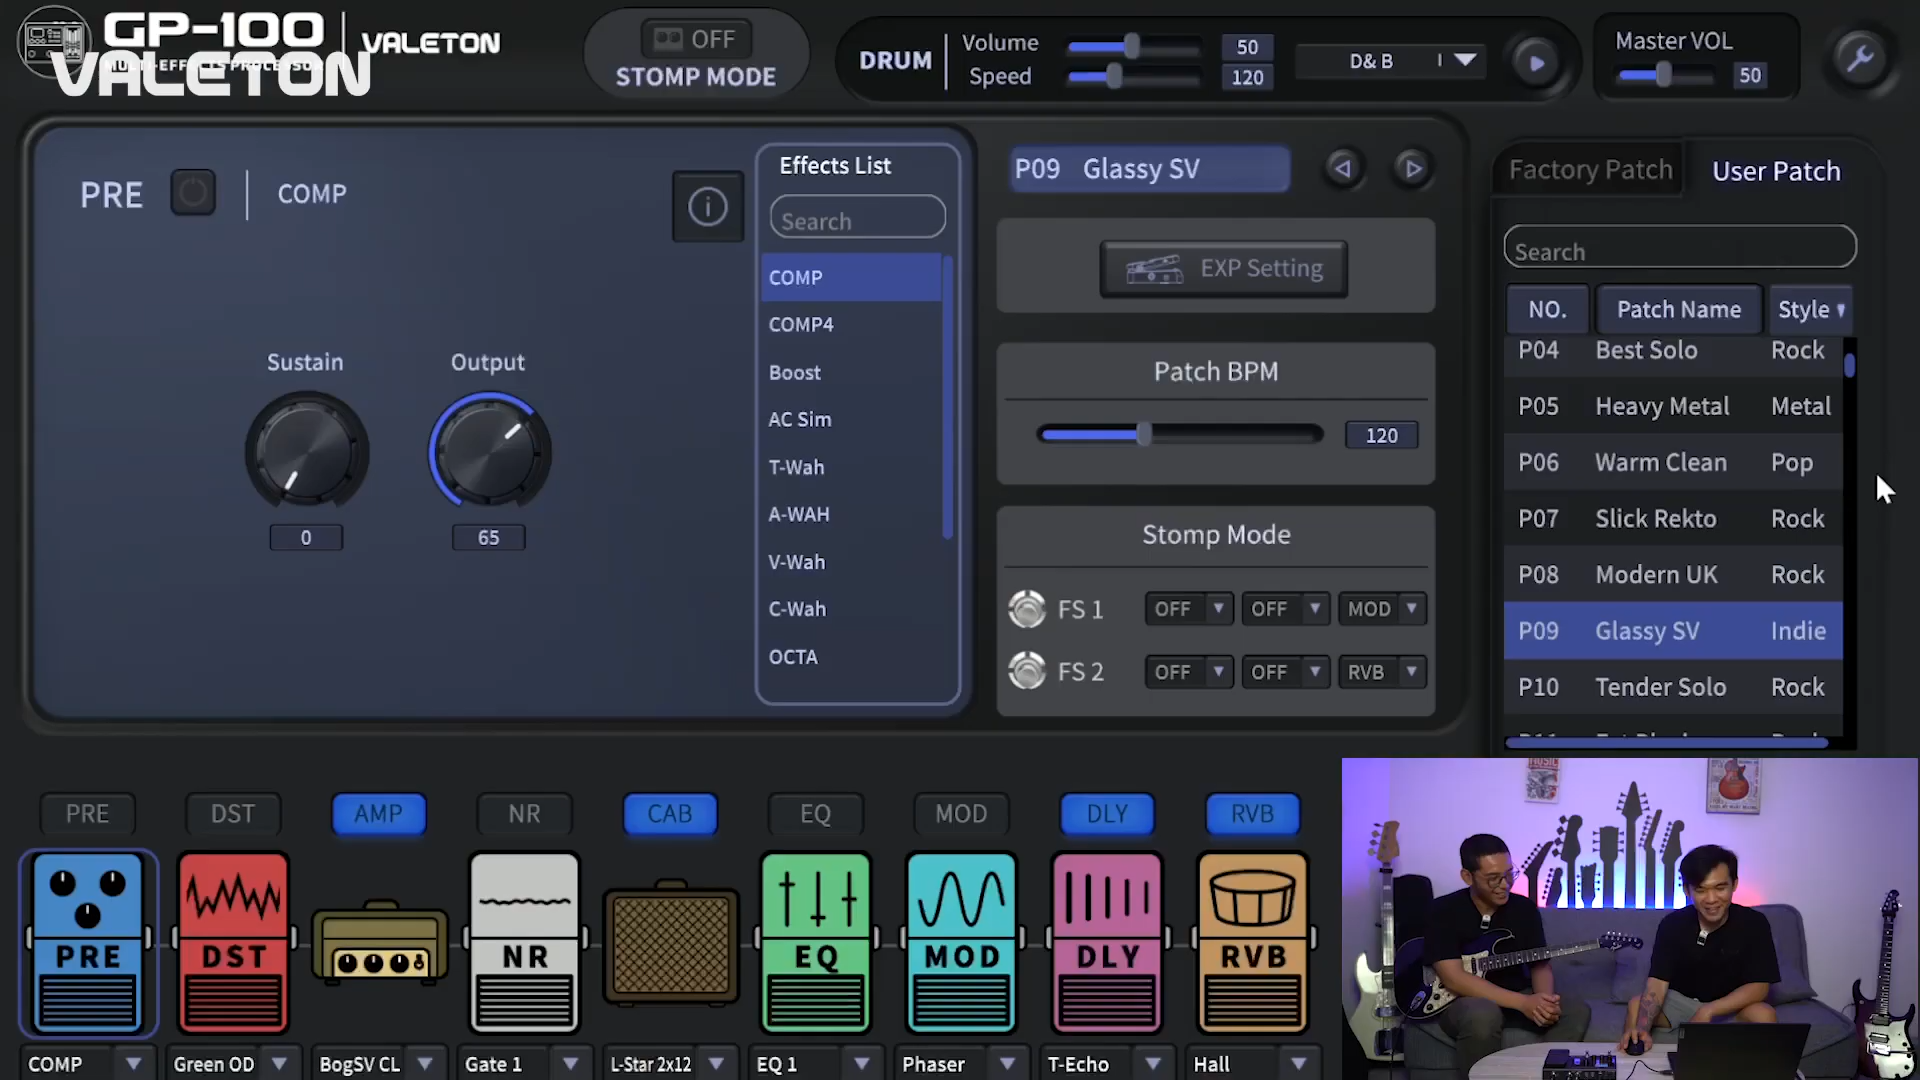 GP-100
MULTI-EFFECTS PROCESSOR
VALETON
VALETON
OFF
STOMP MODE
DRUM
Volume
50
Speed
120
D&B
Master VOL
50
PRE
COMP
Effects List
Search
COMP
COMP4
Boost
AC Sim
T-Wah
A-WAH
V-Wah
C-Wah
OCTA
Sustain
Output
0
65
P09 Glassy SV
EXP Setting
Patch BPM
120
Stomp Mode
FS 1 OFF OFF MOD
FS 2 OFF OFF RVB
Factory Patch
User Patch
Search
NO. Patch Name Style
P04 Best Solo Rock
P05 Heavy Metal Metal
P06 Warm Clean Pop
P07 Slick Rekto Rock
P08 Modern UK Rock
P09 Glassy SV Indie
P10 Tender Solo Rock
PRE DST AMP NR CAB EQ MOD DLY RVB
PRE DST NR EQ MOD DLY RVB
COMP Green OD BogSV CL Gate 1 L-Star 2x12 EQ 1 Phaser T-Echo Hall
MUSIC